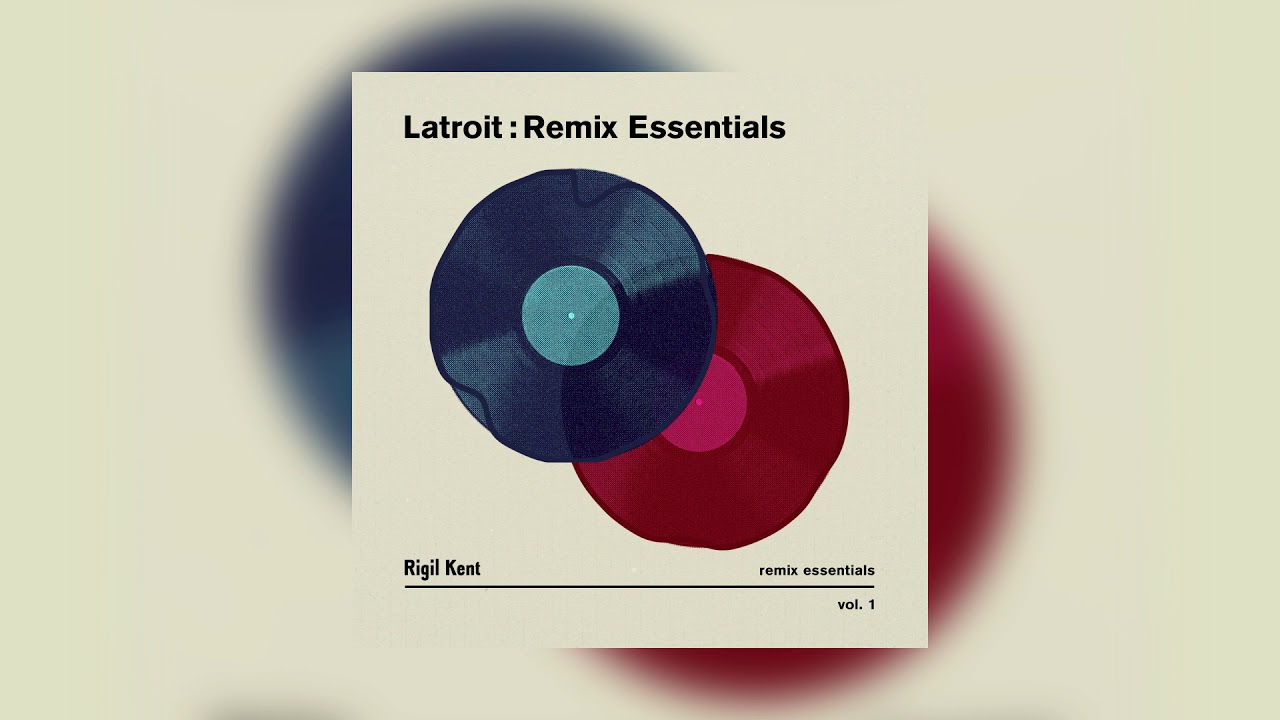 Latroit : Remix Essentials
Rigil Kent
remix essentials
vol. 1